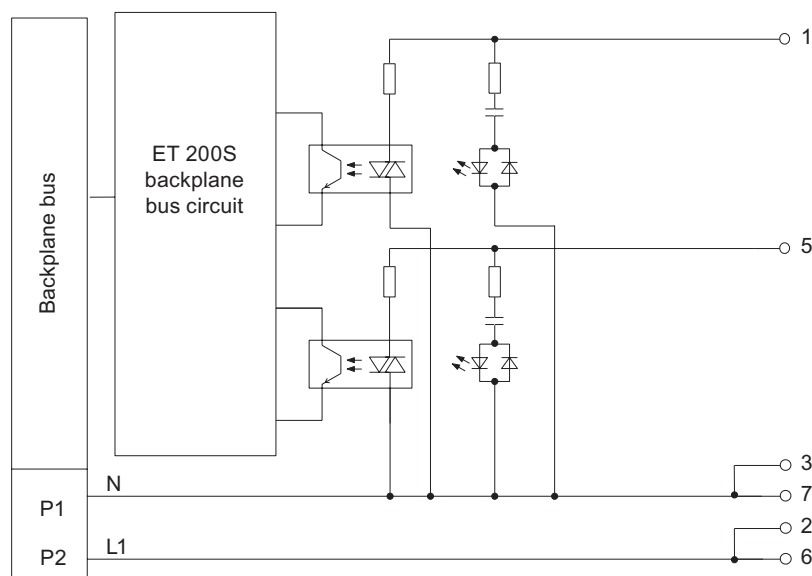 Backplane bus
ET 200S
backplane
bus circuit
1
5
3
N
7
P1
2
L1
6
P2